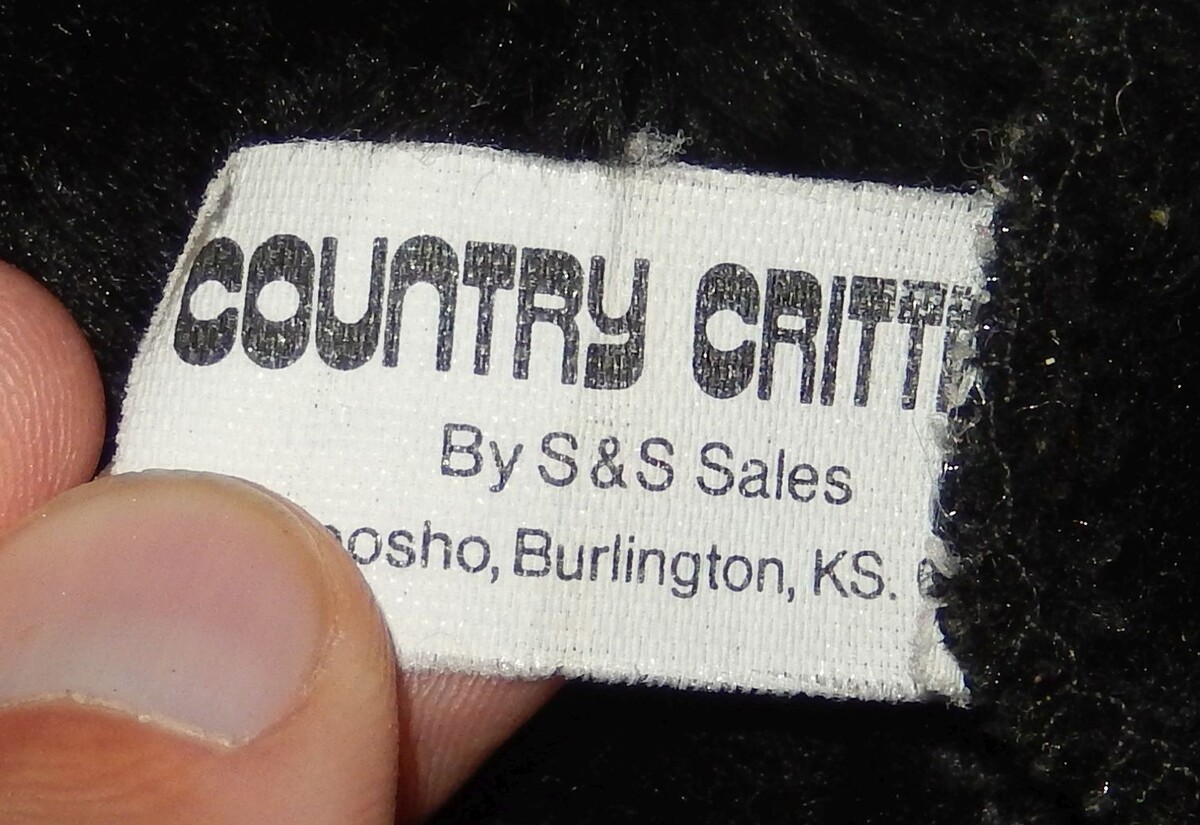 COUNTRY CRITT
By S&S Sales
osho, Burlington, KS.